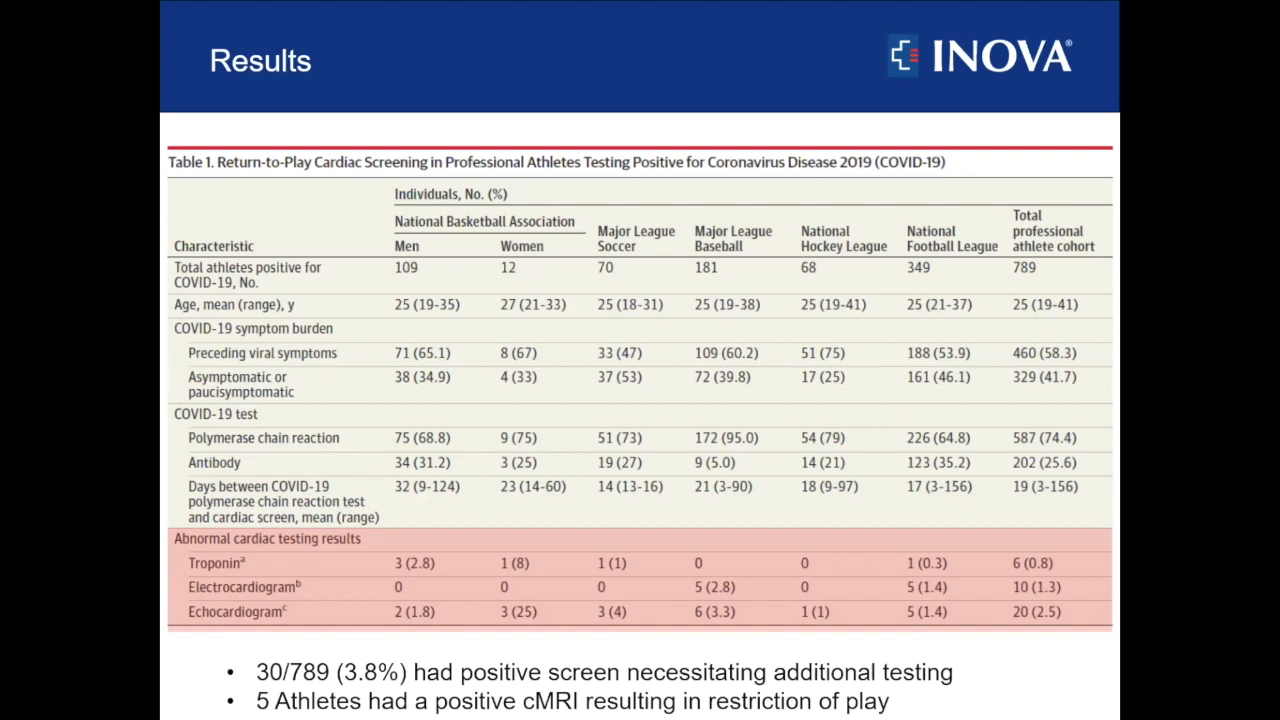 Results
INOVA®
Table 1. Return-to-Play Cardiac Screening in Professional Athletes Testing Positive for Coronavirus Disease 2019 (COVID-19)
Individuals, No. (%)
National Basketball Association
Characteristic Men Women Major League Soccer Major League Baseball National Hockey League National Football League Total professional athlete cohort
Total athletes positive for COVID-19, No. 109 12 70 181 68 349 789
Age, mean (range), y 25 (19-35) 27 (21-33) 25 (18-31) 25 (19-38) 25 (19-41) 25 (21-37) 25 (19-41)
COVID-19 symptom burden
Preceding viral symptoms 71 (65.1) 8 (67) 33 (47) 109 (60.2) 51 (75) 188 (53.9) 460 (58.3)
Asymptomatic or paucisymptomatic 38 (34.9) 4 (33) 37 (53) 72 (39.8) 17 (25) 161 (46.1) 329 (41.7)
COVID-19 test
Polymerase chain reaction 75 (68.8) 9 (75) 51 (73) 172 (95.0) 54 (79) 226 (64.8) 587 (74.4)
Antibody 34 (31.2) 3 (25) 19 (27) 9 (5.0) 14 (21) 123 (35.2) 202 (25.6)
Days between COVID-19 polymerase chain reaction test and cardiac screen, mean (range) 32 (9-124) 23 (14-60) 14 (13-16) 21 (3-90) 18 (9-97) 17 (3-156) 19 (3-156)
Abnormal cardiac testing results
Troponinᵃ 3 (2.8) 1 (8) 1 (1) 0 0 1 (0.3) 6 (0.8)
Electrocardiogramᵇ 0 0 0 5 (2.8) 0 5 (1.4) 10 (1.3)
Echocardiogramᶜ 2 (1.8) 3 (25) 3 (4) 6 (3.3) 1 (1) 5 (1.4) 20 (2.5)
• 30/789 (3.8%) had positive screen necessitating additional testing
• 5 Athletes had a positive cMRI resulting in restriction of play